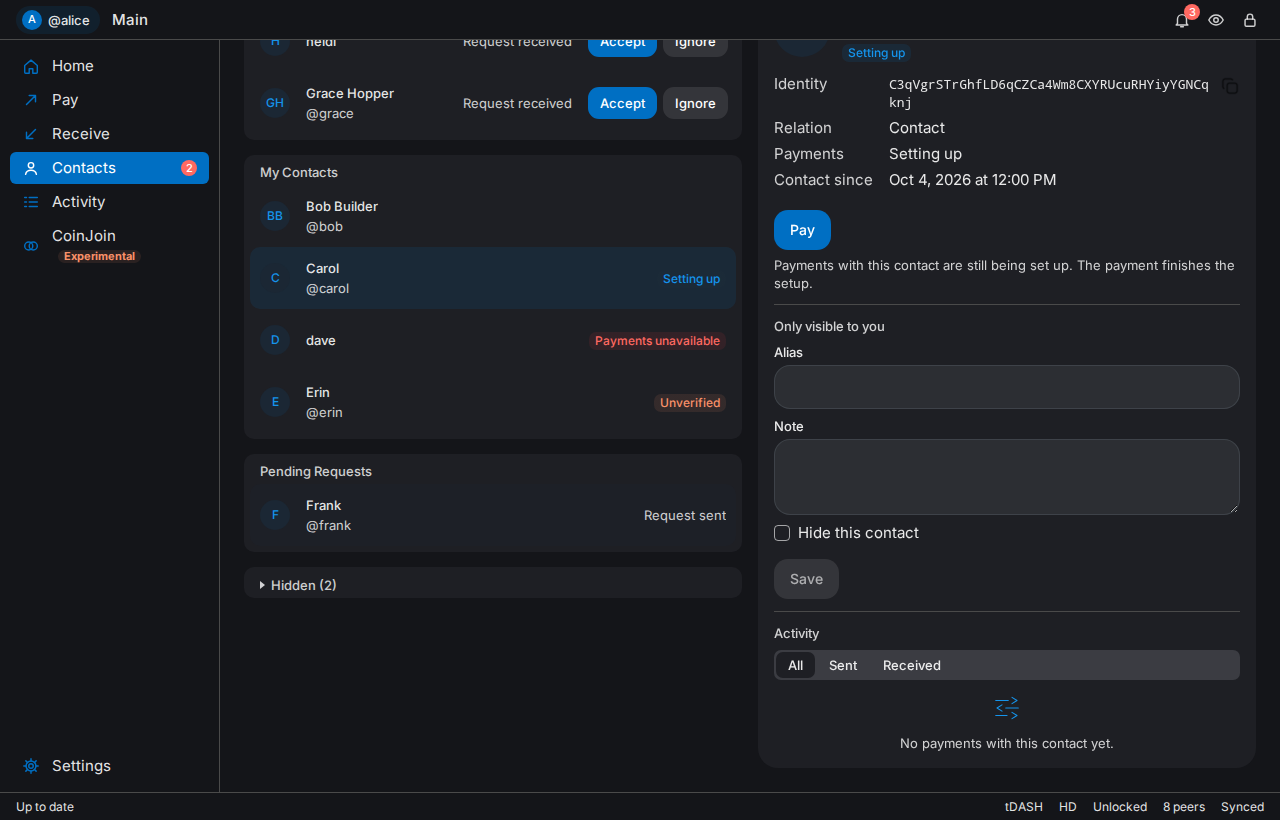 A @alice Main 3
Home
Pay
Receive
Contacts 2
Activity
CoinJoin
Experimental
Settings
H heidi Request received Accept Ignore
GH Grace Hopper
@grace
Request received Accept Ignore
My Contacts
BB Bob Builder
@bob
C Carol
@carol
Setting up
D dave Payments unavailable
E Erin
@erin
Unverified
Pending Requests
F Frank
@frank
Request sent
Hidden (2)
Setting up
Identity C3qVgrSTrGhfLD6qCZCa4Wm8CXYRUcuRHYiyYGNCq
knj
Relation Contact
Payments Setting up
Contact since Oct 4, 2026 at 12:00 PM
Pay
Payments with this contact are still being set up. The payment finishes the
setup.
Only visible to you
Alias
Note
Hide this contact
Save
Activity
All Sent Received
No payments with this contact yet.
Up to date tDASH HD Unlocked 8 peers Synced